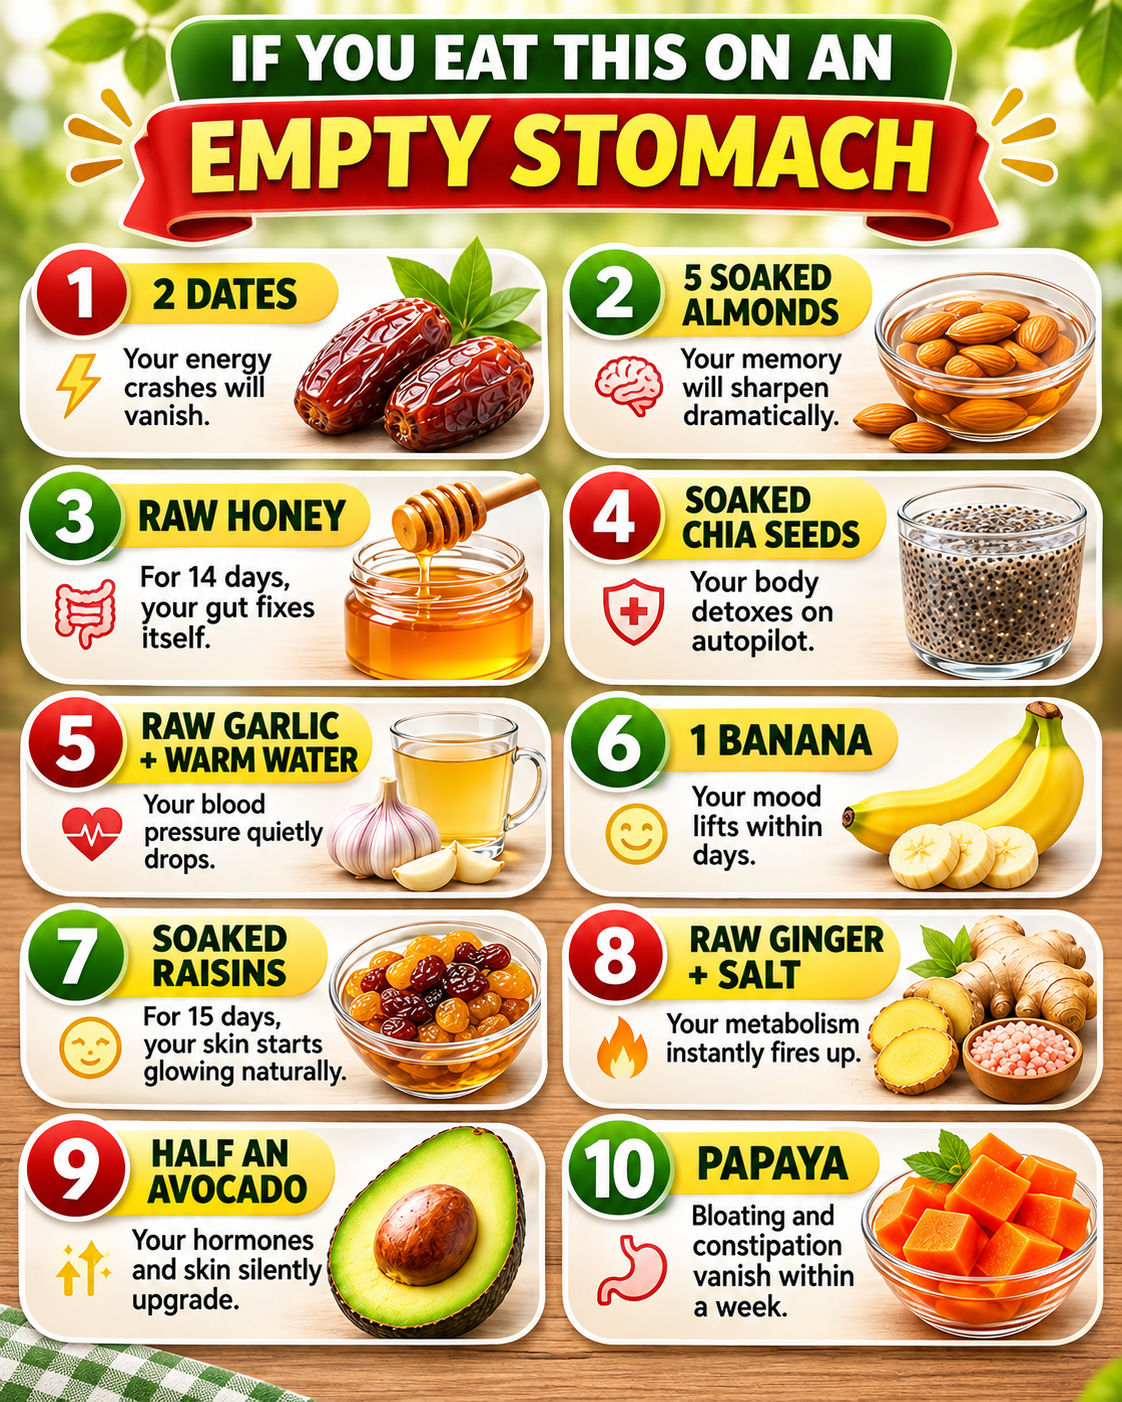 IF YOU EAT THIS ON AN
EMPTY STOMACH
1
2 DATES
Your energy
crashes will
vanish.
2
5 SOAKED
ALMONDS
Your memory
will sharpen
dramatically.
3
RAW HONEY
For 14 days,
your gut fixes
itself.
4
SOAKED
CHIA SEEDS
Your body
detoxes on
autopilot.
5
RAW GARLIC
+ WARM WATER
Your blood
pressure quietly
drops.
6
1 BANANA
Your mood
lifts within
days.
7
SOAKED
RAISINS
For 15 days,
your skin starts
glowing naturally.
8
RAW GINGER
+ SALT
Your metabolism
instantly fires up.
9
HALF AN
AVOCADO
Your hormones
and skin silently
upgrade.
10
PAPAYA
Bloating and
constipation
vanish within
a week.